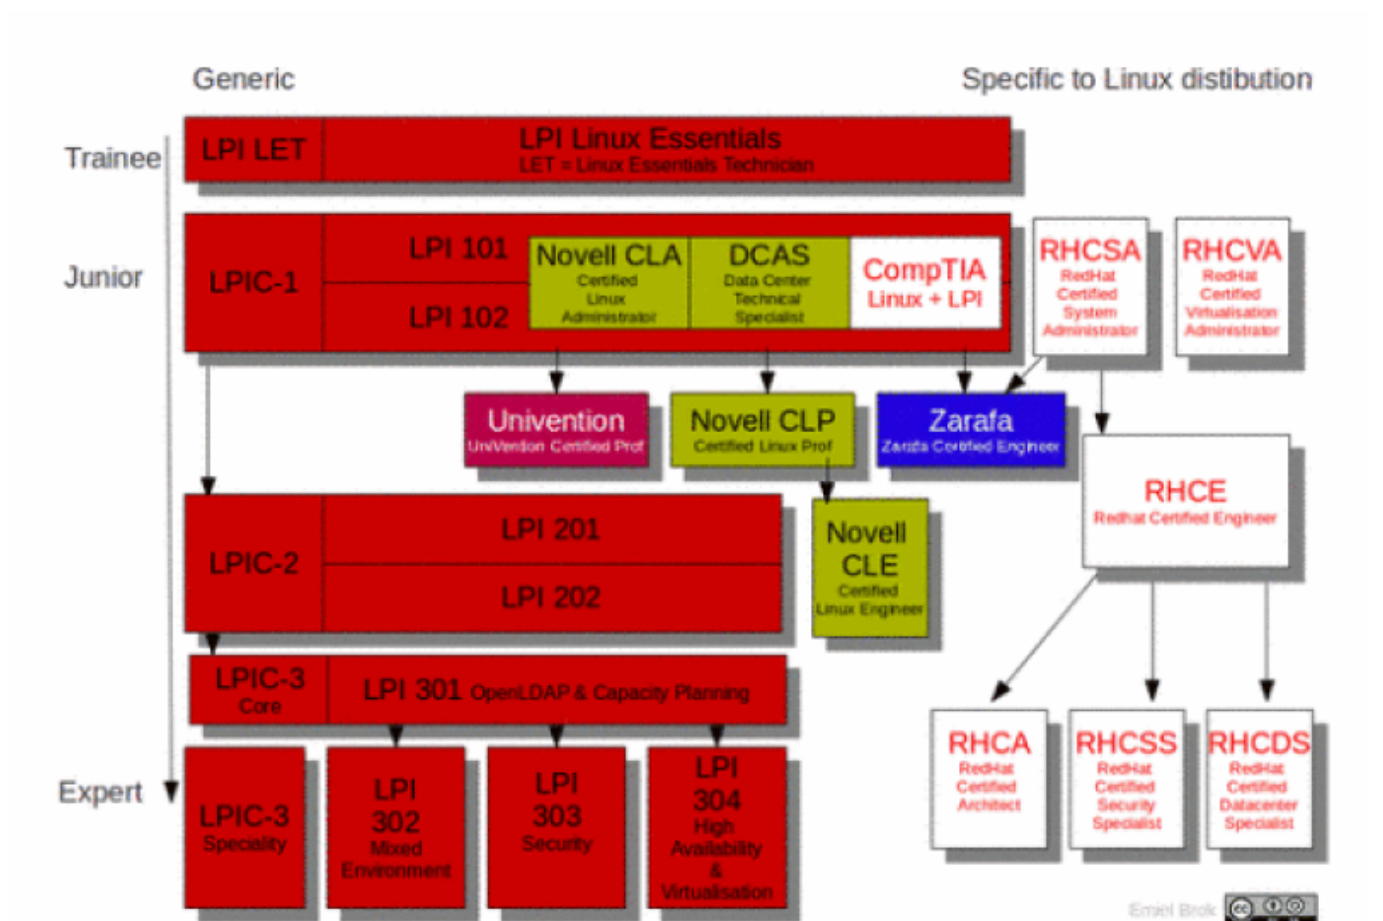 Generic
Specific to Linux distibution
Trainee
LPI LET
LPI Linux Essentials
LET = Linux Essentials Technician
Junior
LPIC-1
LPI 101
LPI 102
Novell CLA
Certified
Linux
Administrator
DCAS
Data Center
Technical
Specialist
CompTIA
Linux + LPI
RHCSA
RedHat
Certified
System
Administrator
RHCVA
RedHat
Certified
Virtualisation
Administrator
Univention
UniVention Certified Prof
Novell CLP
Certified Linux Prof
Zarafa
Zarafa Certified Engineer
RHCE
Redhat Certified Engineer
LPIC-2
LPI 201
LPI 202
Novell
CLE
Certified
Linux Engineer
LPIC-3
Core
LPI 301 OpenLDAP & Capacity Planning
Expert
LPIC-3
Speciality
LPI
302
Mixed
Environment
LPI
303
Security
LPI
304
High
Availability
&
Virtualisation
RHCA
RedHat
Certified
Architect
RHCSS
RedHat
Certified
Security
Specialist
RHCDS
RedHat
Certified
Datacenter
Specialist
Emiel Brok
cc